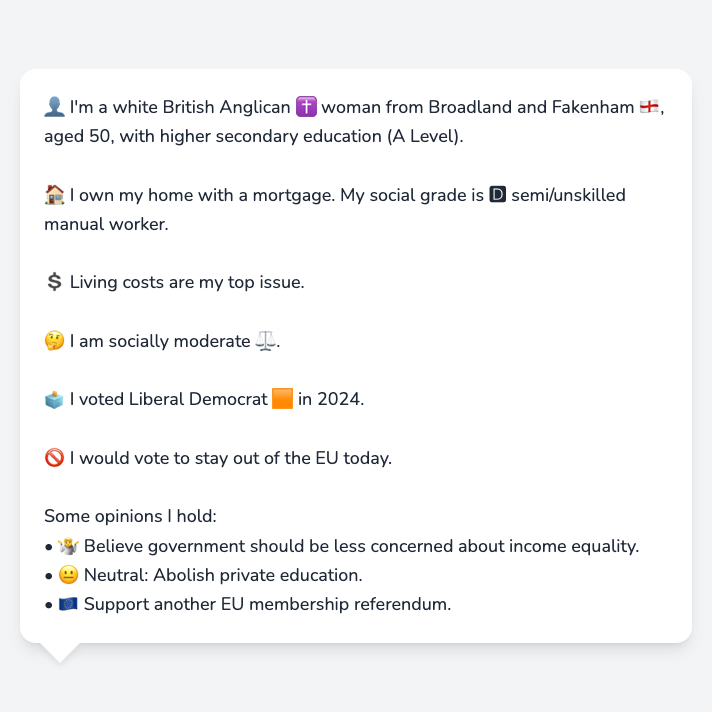 👤 I'm a white British Anglican ✝️ woman from Broadland and Fakenham 🏴󠁧󠁢󠁥󠁮󠁧󠁿,
aged 50, with higher secondary education (A Level).
🏠 I own my home with a mortgage. My social grade is 🅳 semi/unskilled
manual worker.
💲 Living costs are my top issue.
🤔 I am socially moderate ⚖️.
🗳️ I voted Liberal Democrat 🟧 in 2024.
🚫 I would vote to stay out of the EU today.
Some opinions I hold:
• 🤷 Believe government should be less concerned about income equality.
• 😐 Neutral: Abolish private education.
• 🇪🇺 Support another EU membership referendum.